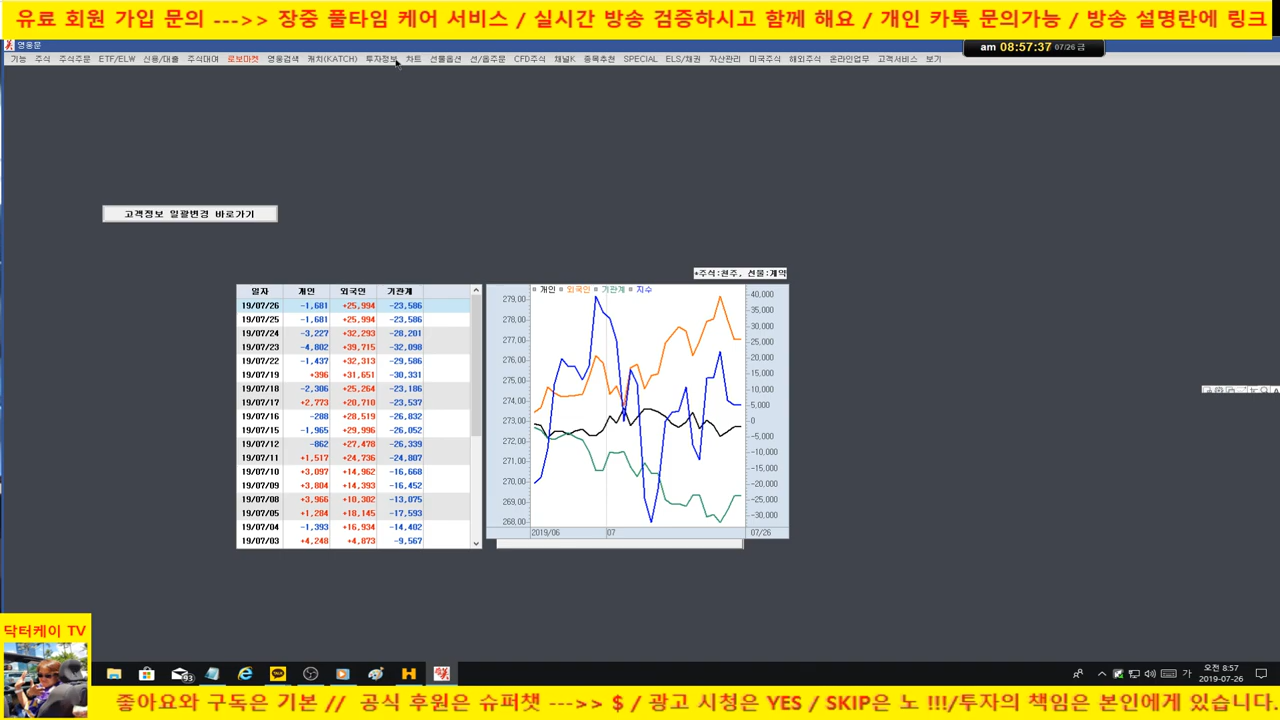 유료 회원 가입 문의 --->> 장중 풀타임 케어 서비스 / 실시간 방송 검증하시고 함께 해요 / 개인 카톡 문의가능 / 방송 설명란에 링크
영웅문
am 08:57:37 07/26 금
기능 주식 주식주문 ETF/ELW 신용/대출 주식대여 로보마켓 영웅검색 캐치(KATCH) 투자정보 차트 선물옵션 선/옵주문 CFD주식 채널K 종목추천 SPECIAL ELS/채권 자산관리 미국주식 해외주식 온라인업무 고객서비스 보기
고객정보 일괄변경 바로가기
*주식:천주, 선물:계약
일자 개인 외국인 기관계
19/07/26 -1,681 +25,994 -23,586
19/07/25 -1,681 +25,994 -23,586
19/07/24 -3,227 +32,293 -28,201
19/07/23 -4,802 +39,715 -32,098
19/07/22 -1,437 +32,313 -29,586
19/07/19 +396 +31,651 -30,331
19/07/18 -2,306 +25,264 -23,186
19/07/17 +2,773 +20,710 -23,537
19/07/16 -288 +28,519 -26,832
19/07/15 -1,965 +29,996 -26,052
19/07/12 -862 +27,478 -26,339
19/07/11 +1,517 +24,736 -24,807
19/07/10 +3,097 +14,962 -16,668
19/07/09 +3,804 +14,393 -16,452
19/07/08 +3,966 +10,302 -13,075
19/07/05 +1,284 +18,145 -17,593
19/07/04 -1,393 +16,934 -14,402
19/07/03 +4,248 +4,873 -9,567
개인 외국인 기관계 지수
279,00
278,00
277,00
276,00
275,00
274,00
273,00
272,00
271,00
270,00
269,00
268,00
40,000
35,000
30,000
25,000
20,000
15,000
10,000
5,000
0
-5,000
-10,000
-15,000
-20,000
-25,000
-30,000
2019/06 07 07/26
닥터케이 TV
93
TALK
가
오전 8:57
2019-07-26
좋아요와 구독은 기본 // 공식 후원은 슈퍼챗 --->> $ / 광고 시청은 YES / SKIP은 노 !!!/투자의 책임은 본인에게 있습니다.